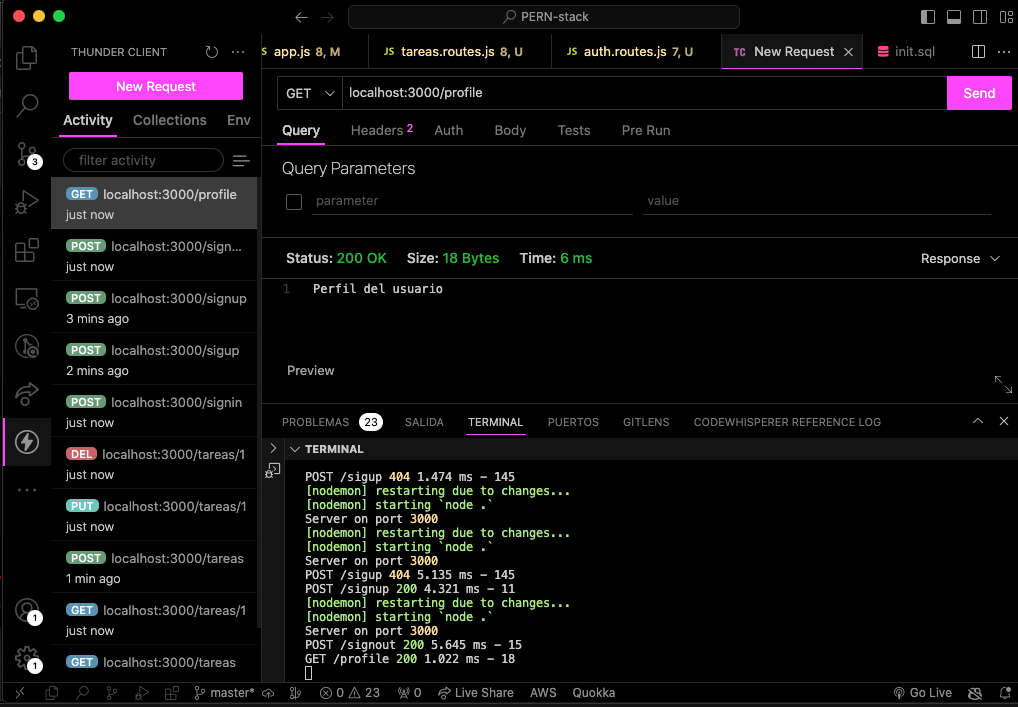 PERN-stack
THUNDER CLIENT
New Request
Activity Collections Env
filter activity
GET localhost:3000/profile
just now
POST localhost:3000/sign...
just now
POST localhost:3000/signup
3 mins ago
POST localhost:3000/sigup
2 mins ago
POST localhost:3000/signin
just now
DEL localhost:3000/tareas/1
just now
PUT localhost:3000/tareas/1
just now
POST localhost:3000/tareas
1 min ago
GET localhost:3000/tareas/1
just now
GET localhost:3000/tareas
3
1
1
S app.js 8, M JS tareas.routes.js 8, U JS auth.routes.js 7, U TC New Request init.sql
GET localhost:3000/profile Send
Query Headers 2 Auth Body Tests Pre Run
Query Parameters
parameter value
Status: 200 OK Size: 18 Bytes Time: 6 ms Response
1 Perfil del usuario
Preview
PROBLEMAS 23 SALIDA TERMINAL PUERTOS GITLENS CODEWHISPERER REFERENCE LOG
TERMINAL
POST /sigup 404 1.474 ms - 145
[nodemon] restarting due to changes...
[nodemon] starting `node .`
Server on port 3000
[nodemon] restarting due to changes...
[nodemon] starting `node .`
Server on port 3000
POST /sigup 404 5.135 ms - 145
POST /signup 200 4.321 ms - 11
[nodemon] restarting due to changes...
[nodemon] starting `node .`
Server on port 3000
POST /signout 200 5.645 ms - 15
GET /profile 200 1.022 ms - 18
master* 0 23 0 Live Share AWS Quokka Go Live